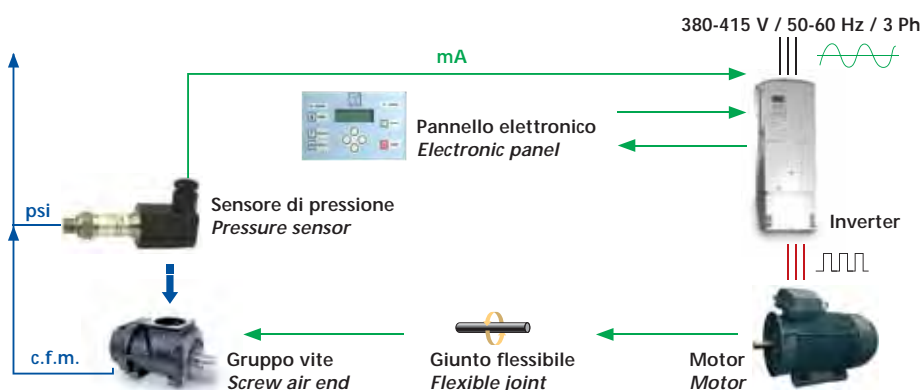 380-415 V / 50-60 Hz / 3 Ph
mA
Pannello elettronico
Electronic panel
psi
Sensore di pressione
Pressure sensor
Inverter
c.f.m.
Gruppo vite
Screw air end
Giunto flessibile
Flexible joint
Motor
Motor